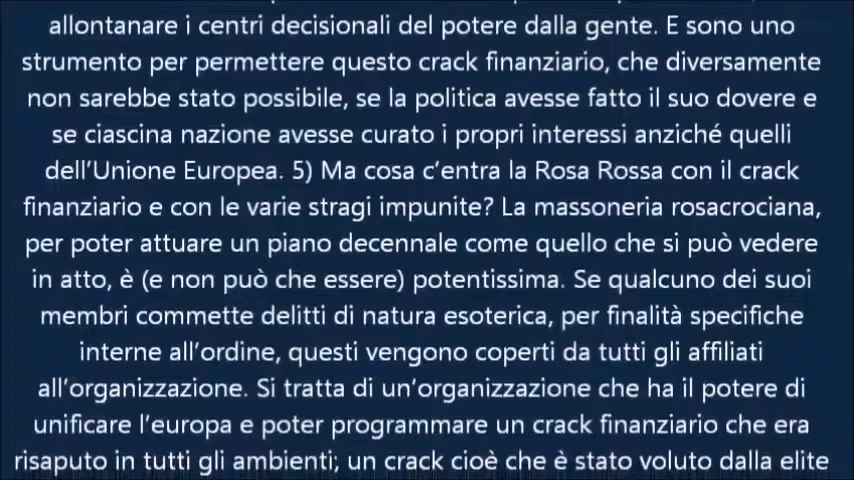 allontanare i centri decisionali del potere dalla gente. E sono uno
strumento per permettere questo crack finanziario, che diversamente
non sarebbe stato possibile, se la politica avesse fatto il suo dovere e
se ciascina nazione avesse curato i propri interessi anziché quelli
dell'Unione Europea. 5) Ma cosa c'entra la Rosa Rossa con il crack
finanziario e con le varie stragi impunite? La massoneria rosacrociana,
per poter attuare un piano decennale come quello che si può vedere
in atto, è (e non può che essere) potentissima. Se qualcuno dei suoi
membri commette delitti di natura esoterica, per finalità specifiche
interne all'ordine, questi vengono coperti da tutti gli affiliati
all'organizzazione. Si tratta di un'organizzazione che ha il potere di
unificare l'europa e poter programmare un crack finanziario che era
risaputo in tutti gli ambienti; un crack cioè che è stato voluto dalla elite